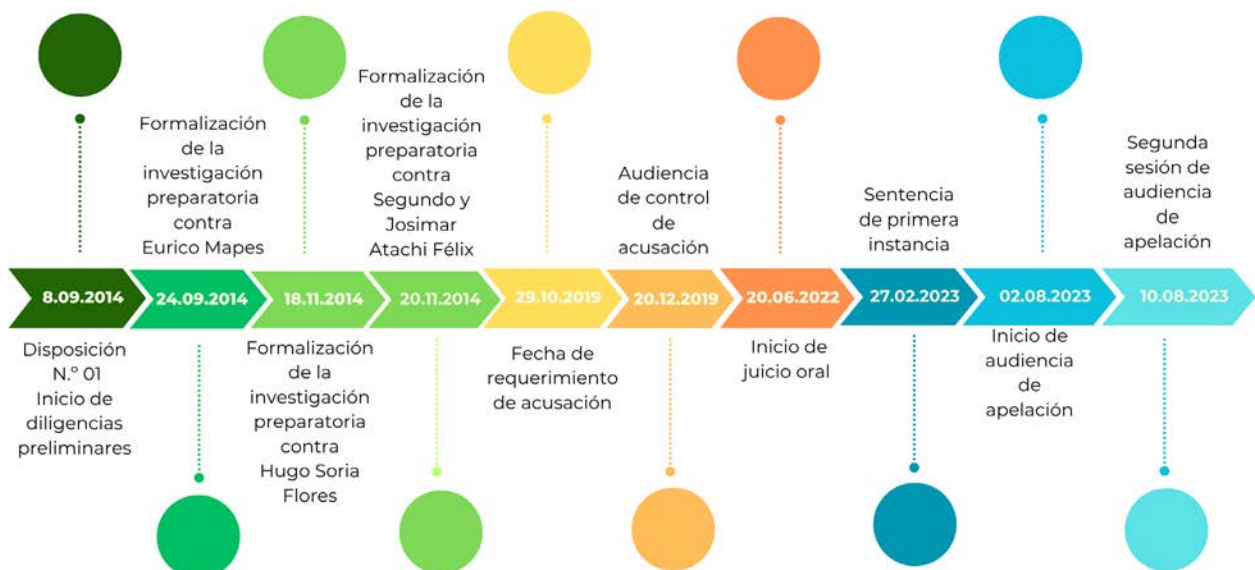 8.09.2014
Disposición
N.º 01
Inicio de
diligencias
preliminares
Formalización
de la
investigación
preparatoria
contra
Eurico Mapes
24.09.2014
18.11.2014
Formalización
de la
investigación
preparatoria
contra
Hugo Soria
Flores
Formalización
de la
investigación
preparatoria
contra
Segundo y
Josimar
Atachi Félix
20.11.2014
29.10.2019
Fecha de
requerimiento
de acusación
Audiencia
de control
de
acusación
20.12.2019
20.06.2022
Inicio de
juicio oral
Sentencia
de primera
instancia
27.02.2023
02.08.2023
Inicio de
audiencia
de
apelación
Segunda
sesión de
audiencia
de
apelación
10.08.2023